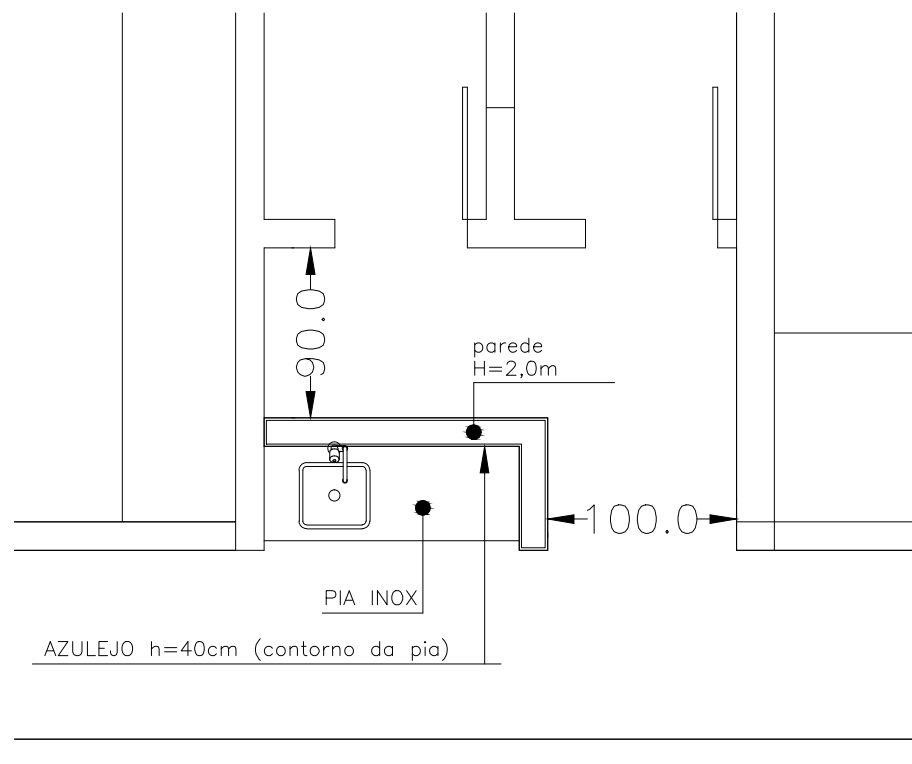 90.0
parede
H=2,0m
100.0
PIA INOX
AZULEJO h=40cm (contorno da pia)